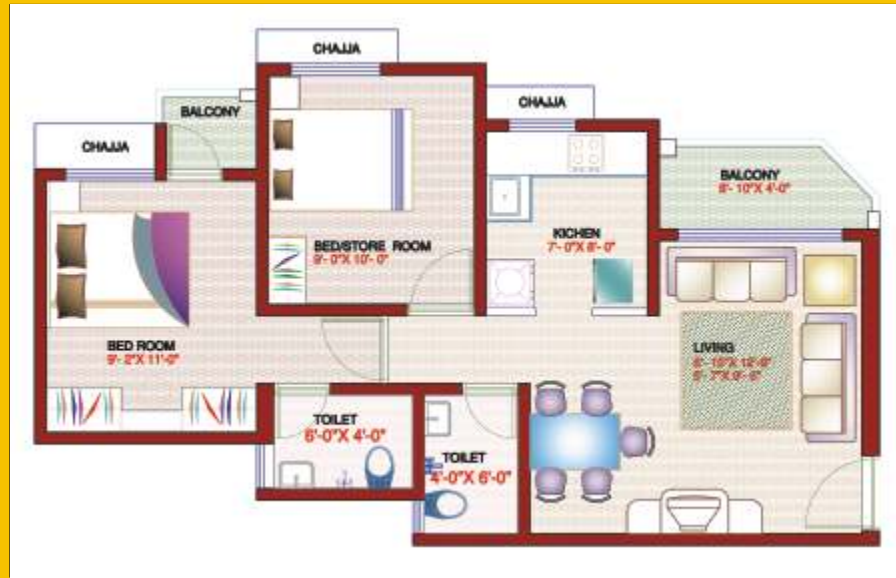 CHAJJA
BALCONY
CHAJJA
CHAJJA
BALCONY
8'- 10"X 4'-0"
BED/STORE ROOM
9'- 0"X 10'- 0"
KICHEN
7'- 0"X 8'- 0"
BED ROOM
9'- 2"X 11'-0"
LIVING
TOILET
6'-0"X 4'-0"
TOILET
4'-0"X 6'-0"